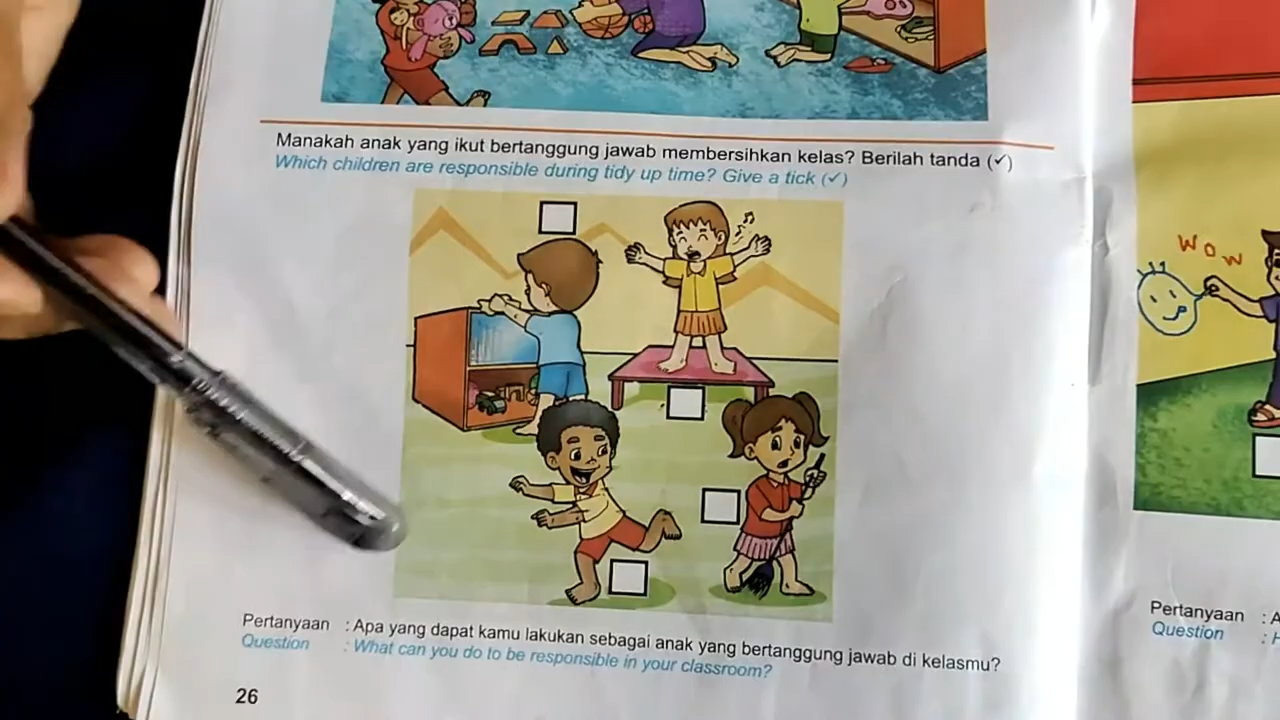 Manakah anak yang ikut bertanggung jawab membersihkan kelas? Berilah tanda (✓)
Which children are responsible during tidy up time? Give a tick (✓)
WOW
Pertanyaan : Apa yang dapat kamu lakukan sebagai anak yang bertanggung jawab di kelasmu?
Question : What can you do to be responsible in your classroom?
26
Pertanyaan :
Question :